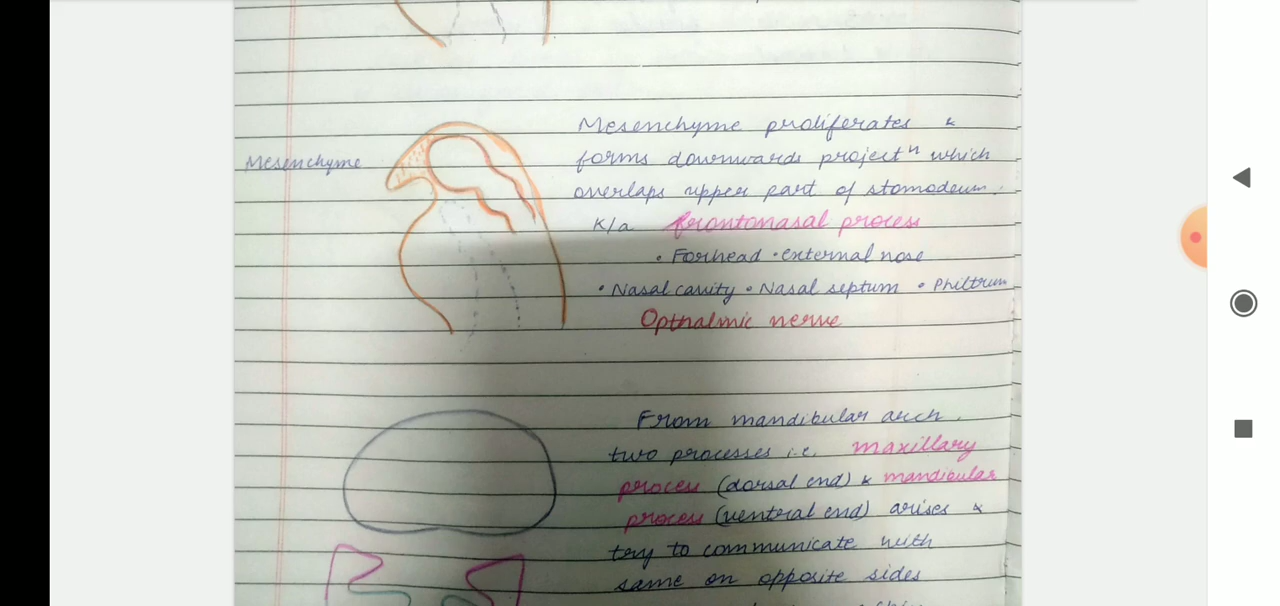 Mesenchyme
Mesenchyme proliferates &
forms downwards projectⁿ which
overlaps upper part of stomodeum.
K/a frontonasal process
• Forhead • external nose
• Nasal cavity • Nasal septum • Philtrum
Opthalmic nerve
From mandibular arch.
two processes i.e. maxillary
process (dorsal end) & mandibular
process (ventral end) arises &
try to communicate with
same on opposite sides